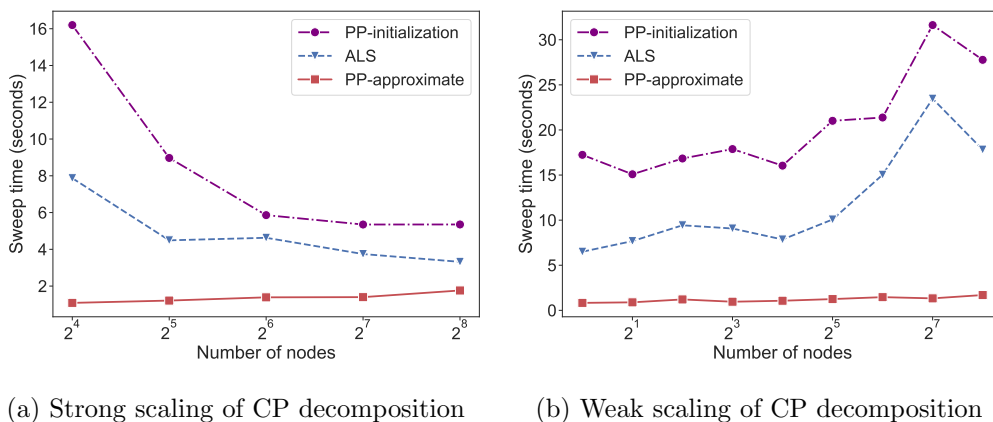 16
14
12
10
8
6
4
2
Sweep time (seconds)
PP-initialization
ALS
PP-approximate
2^4 2^5 2^6 2^7 2^8
Number of nodes
(a) Strong scaling of CP decomposition
30
25
20
15
10
5
0
Sweep time (seconds)
PP-initialization
ALS
PP-approximate
2^1 2^3 2^5 2^7
Number of nodes
(b) Weak scaling of CP decomposition